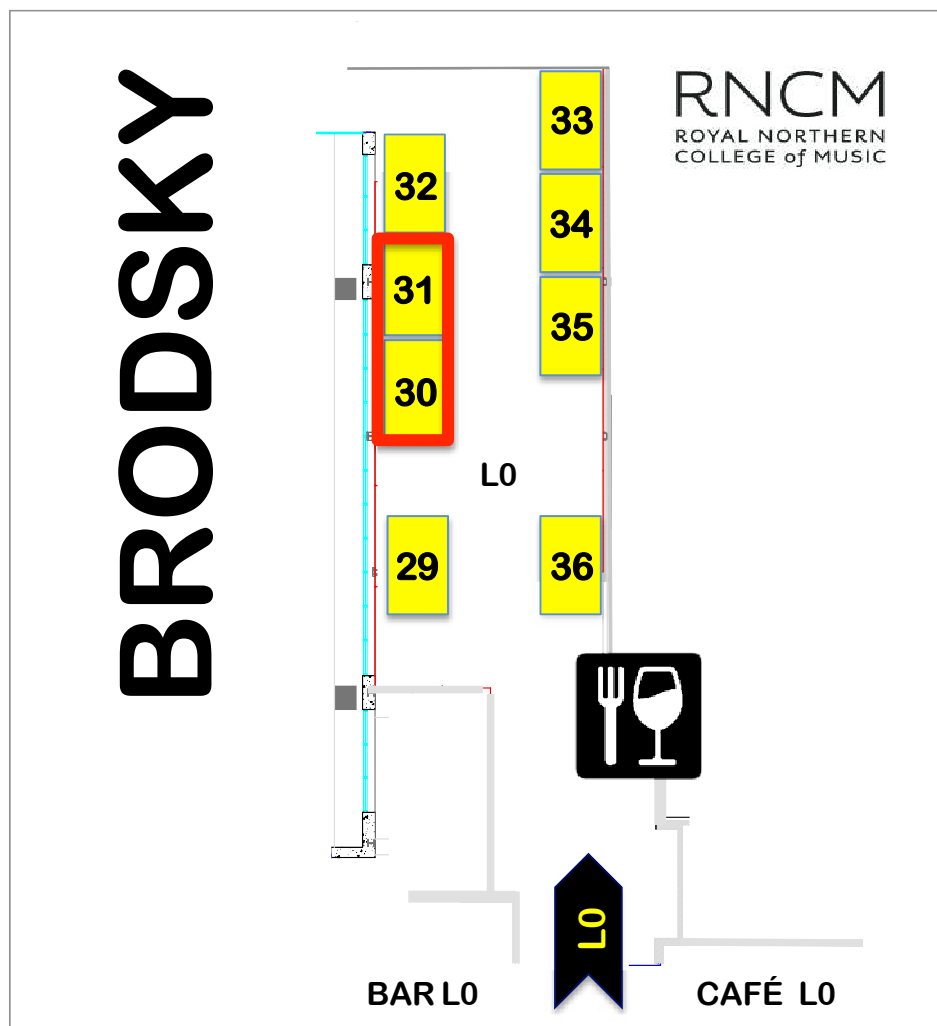 BRODSKY
RNCM
ROYAL NORTHERN
COLLEGE of MUSIC
33
32
34
31
35
30
L0
29
36
L0
BAR L0
CAFÉ L0